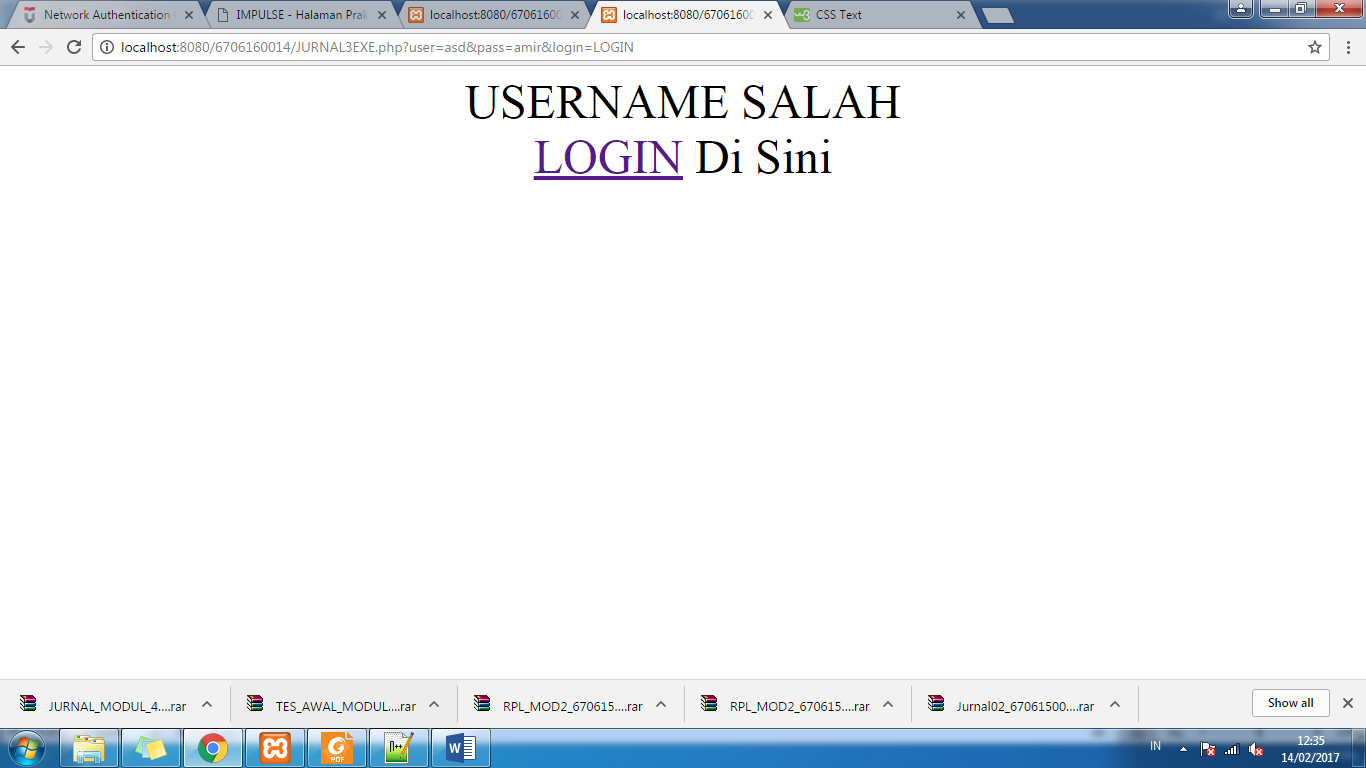 Network Authentication
IMPULSE - Halaman Prak
localhost:8080/67061600
localhost:8080/67061600
CSS Text
localhost:8080/6706160014/JURNAL3EXE.php?user=asd&pass=amir&login=LOGIN
USERNAME SALAH
LOGIN Di Sini
JURNAL_MODUL_4....rar
TES_AWAL_MODUL....rar
RPL_MOD2_670615....rar
RPL_MOD2_670615....rar
Jurnal02_67061500....rar
Show all
IN
12:35
14/02/2017